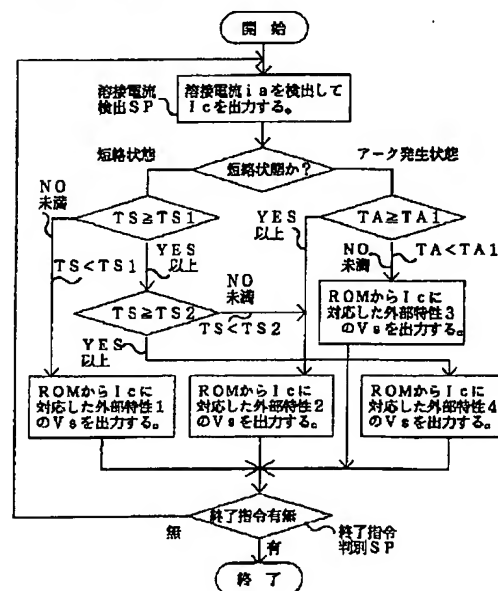 開 始
溶接電流
検出SP
溶接電流iaを検出して
Icを出力する。
短絡状態
短絡状態か?
アーク発生状態
NO
未満
TS≧TS1
YES
以上
TA≧TA1
TS<TS1
YES
以上
NO
未満
TA<TA1
TS≧TS2
NO
未満
TS<TS2
ROMからIcに
対応した外部特性3
のVsを出力する。
YES
以上
ROMからIcに
対応した外部特性1
のVsを出力する。
ROMからIcに
対応した外部特性2
のVsを出力する。
ROMからIcに
対応した外部特性4
のVsを出力する。
終了指令有無
無
有
終了指令
判別SP
終 了